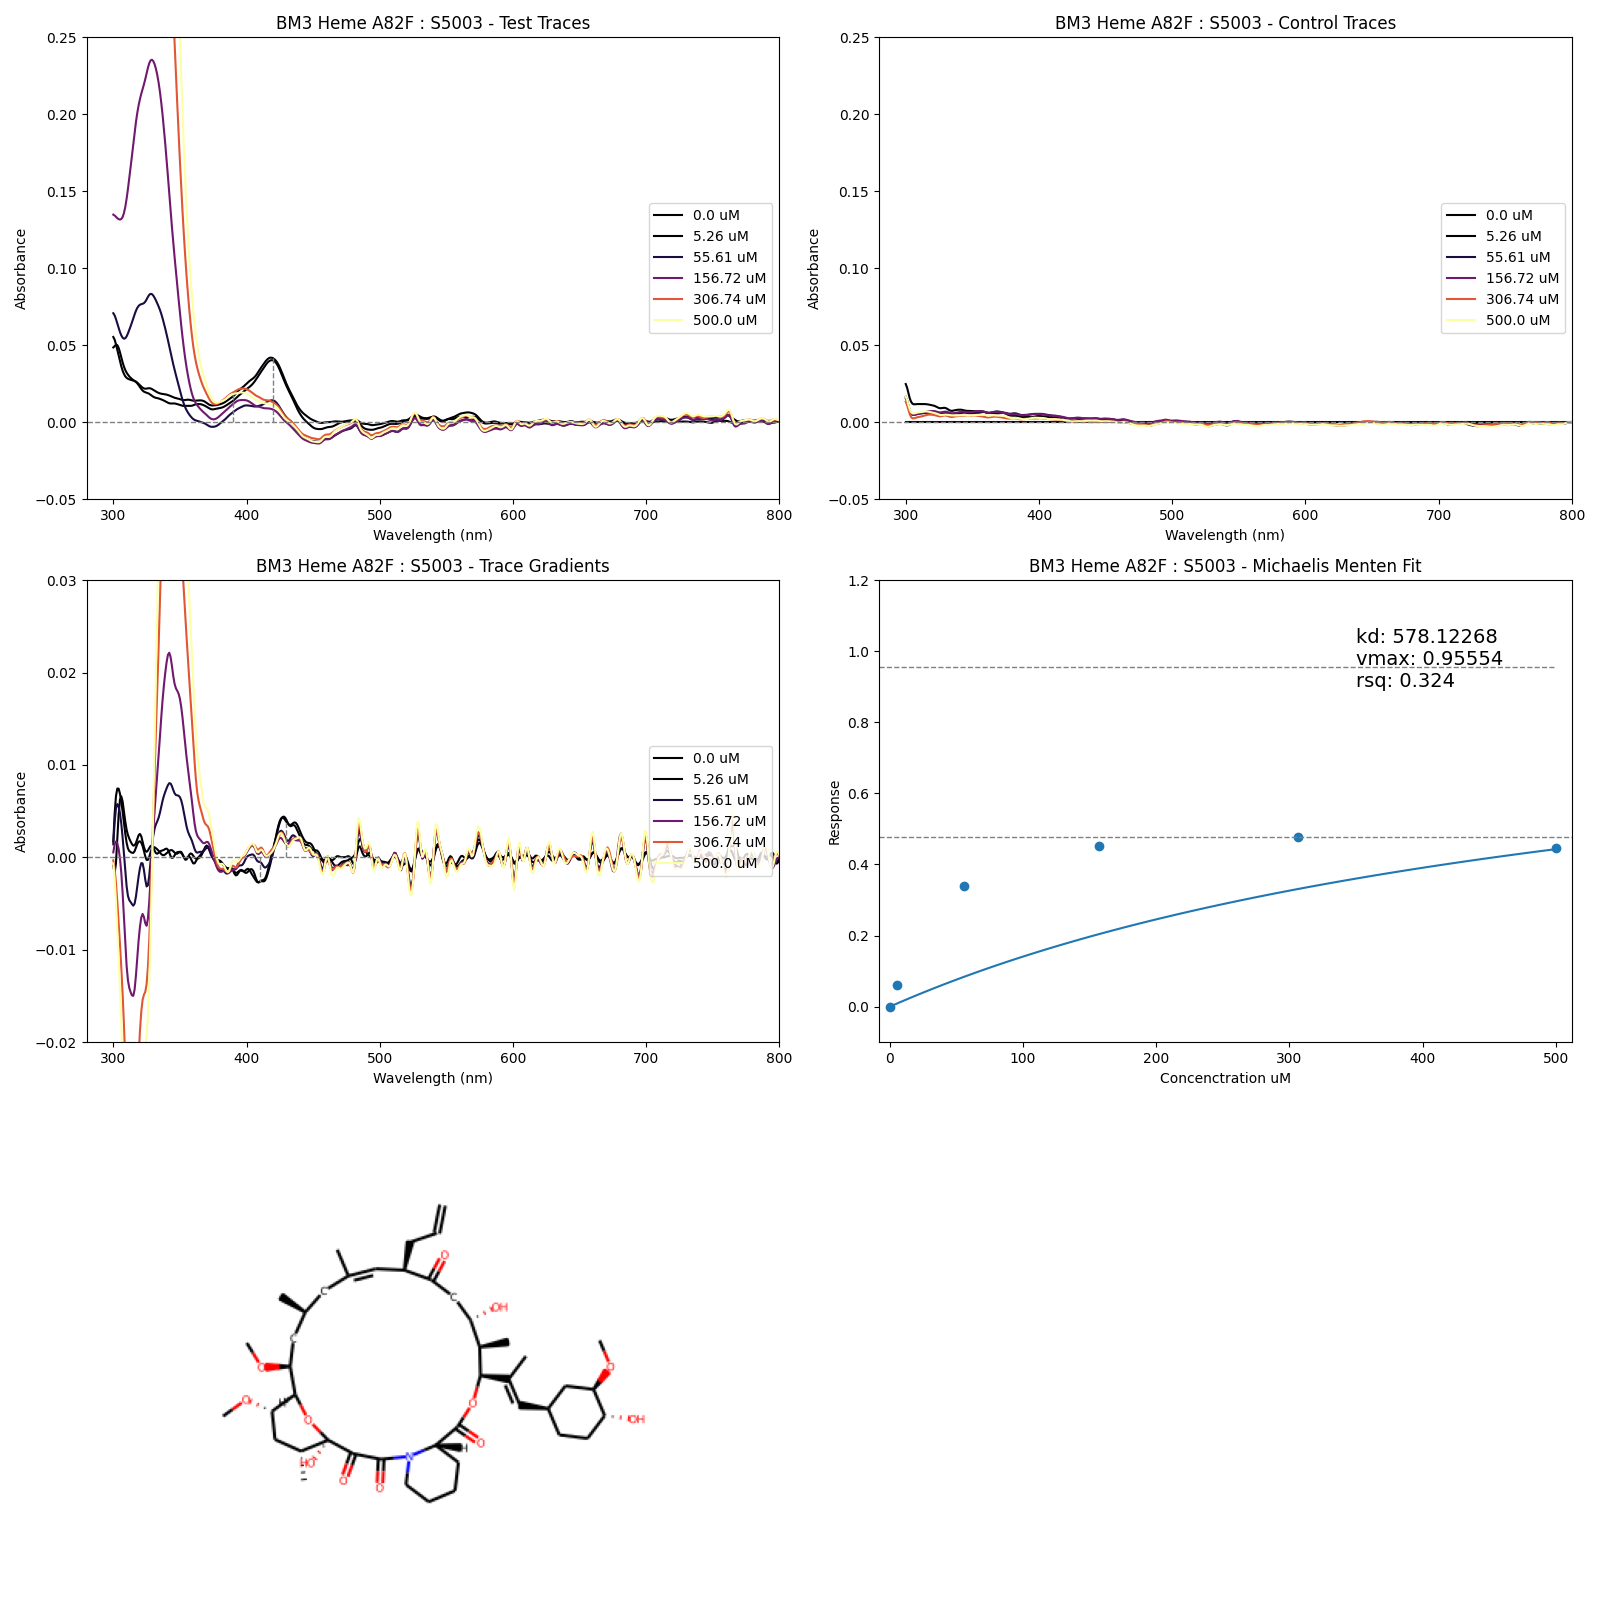 BM3 Heme A82F : S5003 - Test Traces
0.25
0.20
0.15
0.10
0.05
0.00
−0.05
Absorbance
300 400 500 600 700 800
Wavelength (nm)
0.0 uM
5.26 uM
55.61 uM
156.72 uM
306.74 uM
500.0 uM
BM3 Heme A82F : S5003 - Control Traces
0.25
0.20
0.15
0.10
0.05
0.00
−0.05
Absorbance
300 400 500 600 700 800
Wavelength (nm)
0.0 uM
5.26 uM
55.61 uM
156.72 uM
306.74 uM
500.0 uM
BM3 Heme A82F : S5003 - Trace Gradients
0.03
0.02
0.01
0.00
−0.01
−0.02
Absorbance
300 400 500 600 700 800
Wavelength (nm)
0.0 uM
5.26 uM
55.61 uM
156.72 uM
306.74 uM
500.0 uM
BM3 Heme A82F : S5003 - Michaelis Menten Fit
1.2
1.0
0.8
0.6
0.4
0.2
0.0
Response
0 100 200 300 400 500
Concenctration uM
kd: 578.12268
vmax: 0.95554
rsq: 0.324
O
C
C
OH
C
O
O
O
H
O
OH
O
O
H
HO
N
O
O